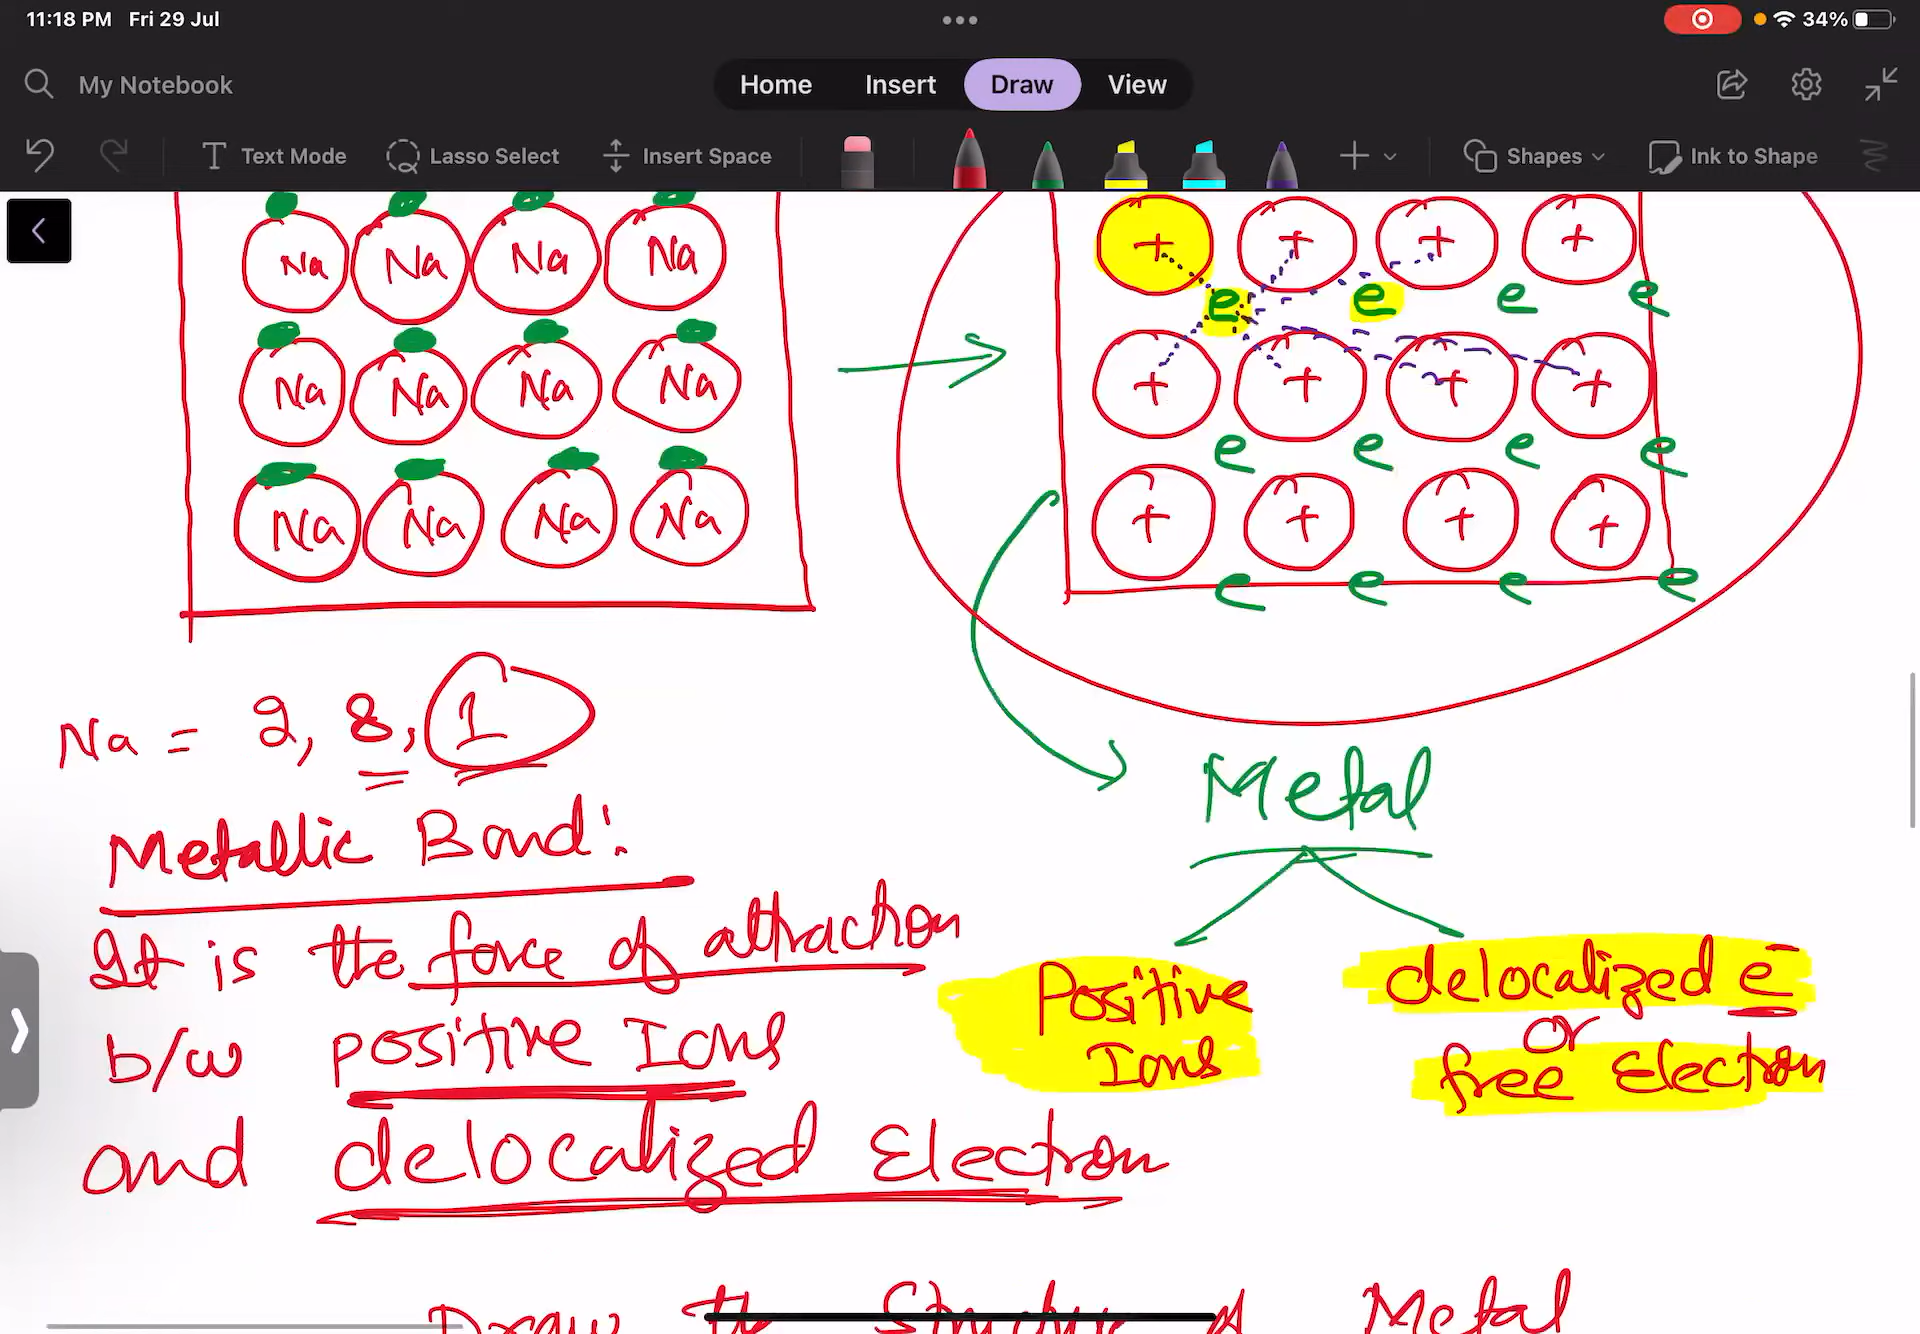 11:18 PM Fri 29 Jul
34%
My Notebook
Home Insert Draw View
Text Mode Lasso Select Insert Space Shapes Ink to Shape
Na Na Na Na
+ + + +
e e e e
Na Na Na Na
+ + + +
e e e e
Na Na Na Na
+ + + +
e e e e
Na = 2, 8, 1
Metal
Metallic Bond:
It is the force of attraction
b/w positive Ions
and delocalized Electron
Positive
Ions
delocalized e-
or
free Electron
Draw the Structure of Metal